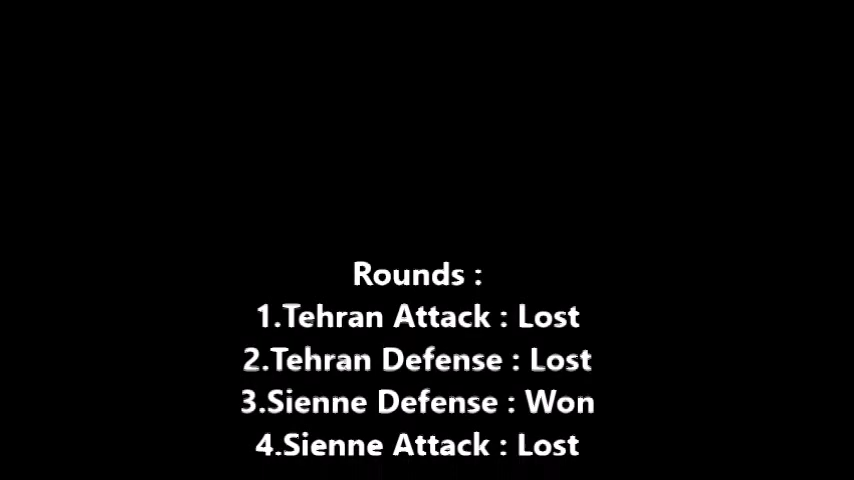 Rounds :
1.Tehran Attack : Lost
2.Tehran Defense : Lost
3.Sienne Defense : Won
4.Sienne Attack : Lost